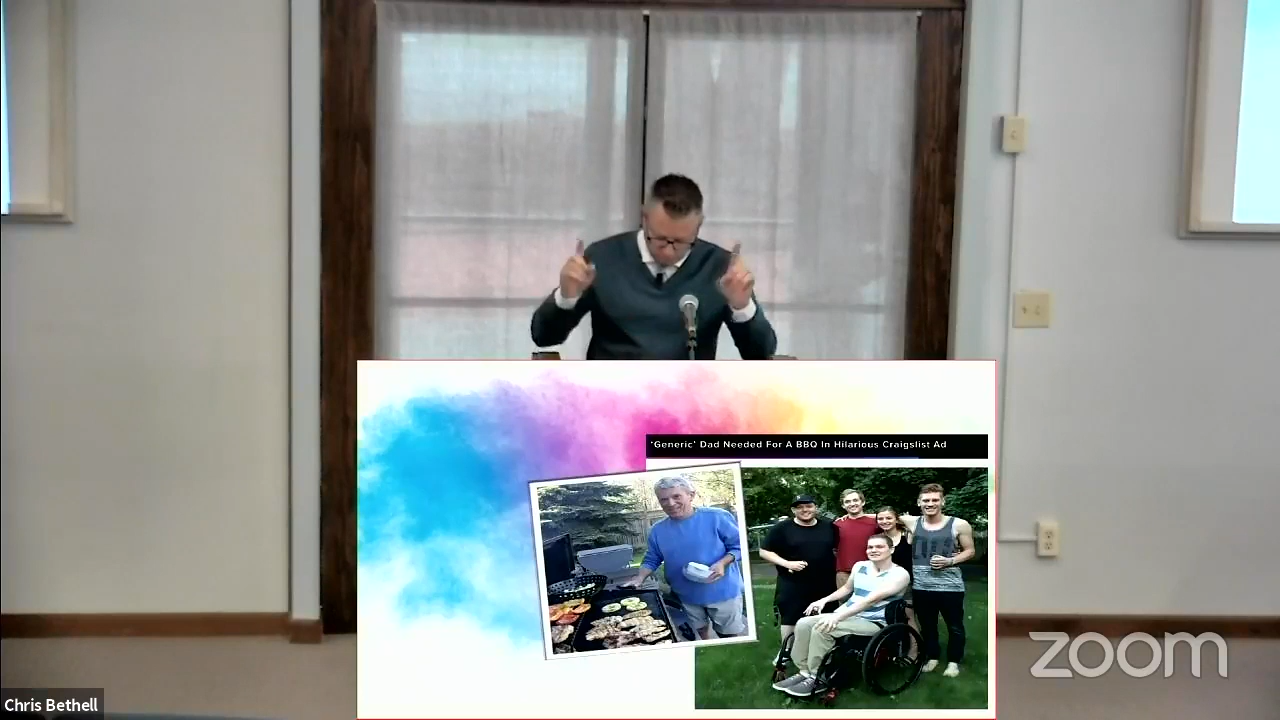 'Generic' Dad Needed For A BBQ In Hilarious Craigslist Ad
zoom
Chris Bethell